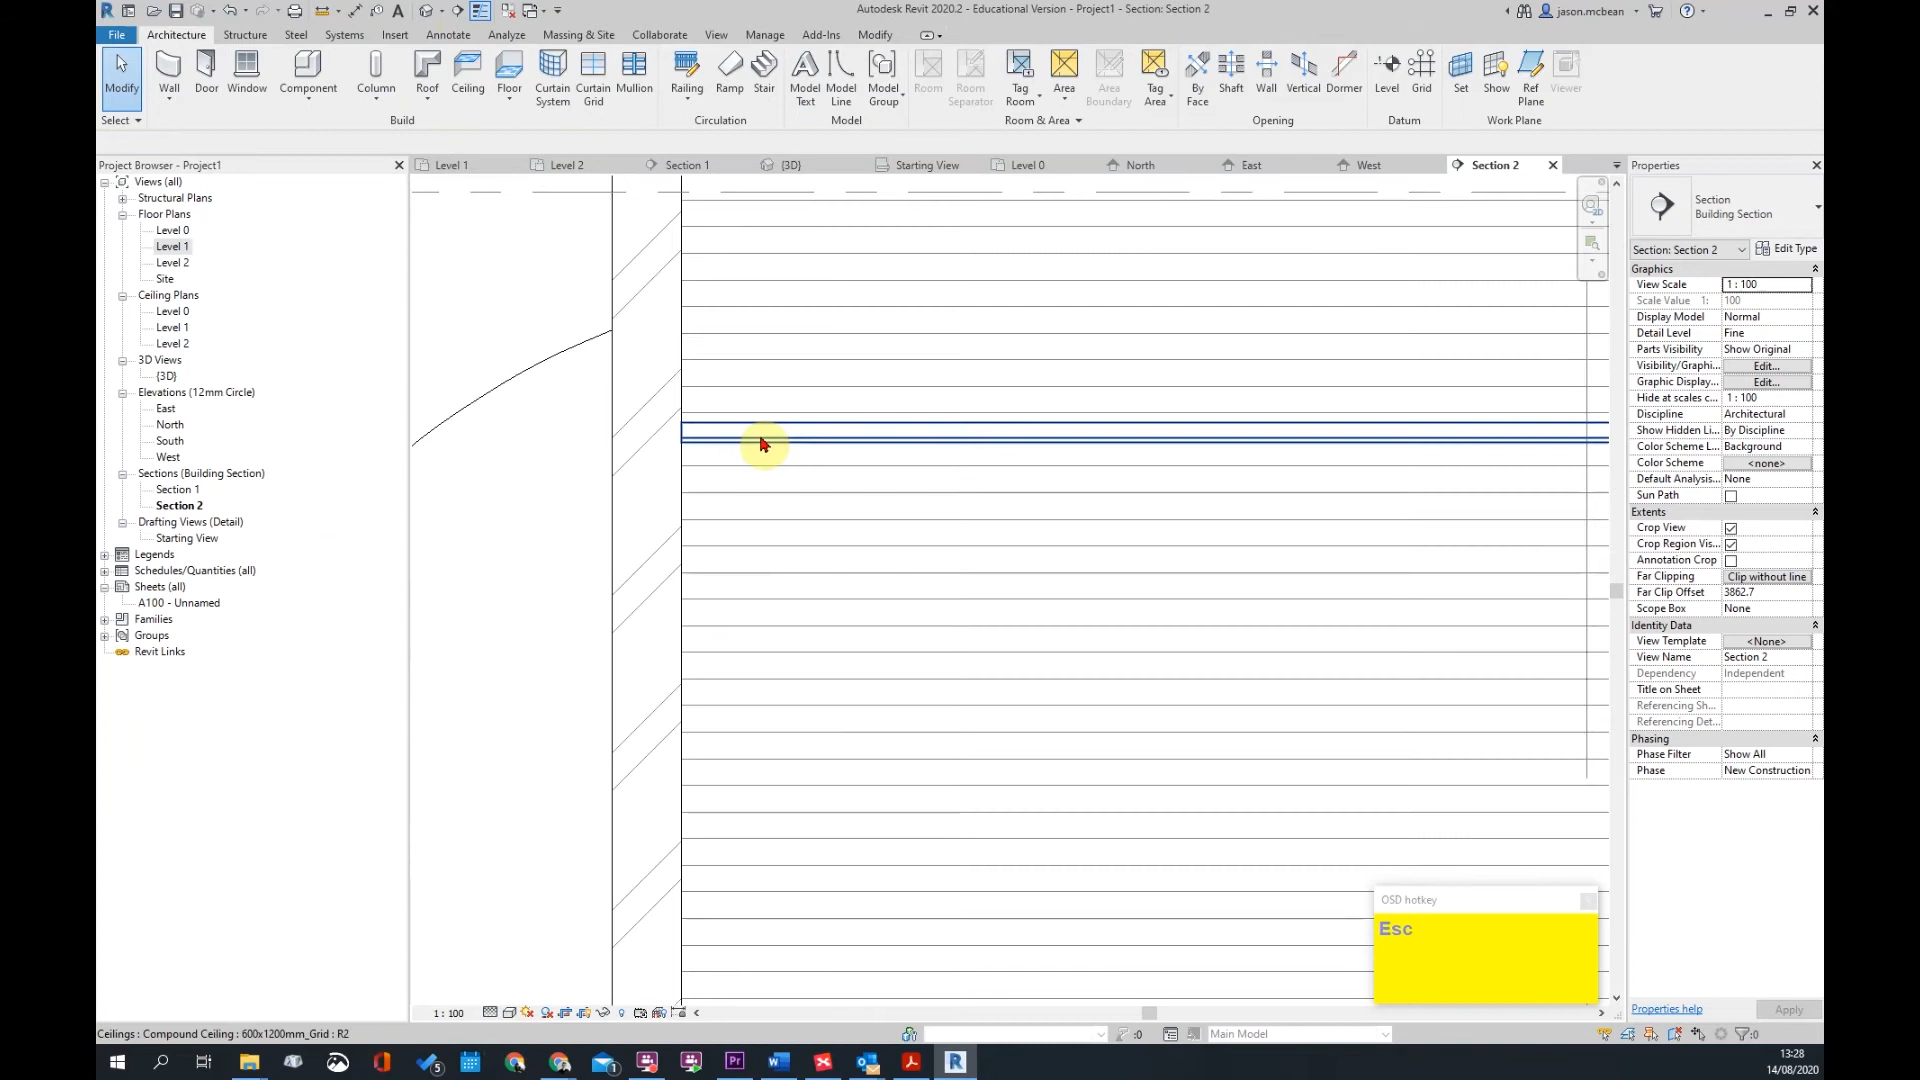 Autodesk Revit 2020.2 - Educational Version - Project1 - Section: Section 2
jason.mcbean
File Architecture Structure Steel Systems Insert Annotate Analyze Massing & Site Collaborate View Manage Add-Ins Modify
Modify Wall Door Window Component Column Roof Ceiling Floor Curtain System Curtain Grid Mullion Railing Ramp Stair Model Text Model Line Model Group Room Room Separator Tag Room Area Area Boundary Tag Area By Face Shaft Wall Vertical Dormer Level Grid Set Show Ref Plane Viewer
Select Build Circulation Model Room & Area Opening Datum Work Plane
Project Browser - Project1
Views (all)
Structural Plans
Floor Plans
Level 0
Level 1
Level 2
Site
Ceiling Plans
Level 0
Level 1
Level 2
3D Views
{3D}
Elevations (12mm Circle)
East
North
South
West
Sections (Building Section)
Section 1
Section 2
Drafting Views (Detail)
Starting View
Legends
Schedules/Quantities (all)
Sheets (all)
A100 - Unnamed
Families
Groups
Revit Links
Level 1 Level 2 Section 1 {3D} Starting View Level 0 North East West Section 2
2D
OSD hotkey
Esc
Properties
Section
Building Section
Section: Section 2 Edit Type
Graphics
View Scale 1 : 100
Scale Value 1: 100
Display Model Normal
Detail Level Fine
Parts Visibility Show Original
Visibility/Graphi... Edit...
Graphic Display... Edit...
Hide at scales c... 1 : 100
Discipline Architectural
Show Hidden Li... By Discipline
Color Scheme L... Background
Color Scheme <none>
Default Analysis... None
Sun Path
Extents
Crop View
Crop Region Vis...
Annotation Crop
Far Clipping Clip without line
Far Clip Offset 3862.7
Scope Box None
Identity Data
View Template <None>
View Name Section 2
Dependency Independent
Title on Sheet
Referencing Sh...
Referencing Det...
Phasing
Phase Filter Show All
Phase New Construction
Properties help Apply
1 : 100
Ceilings : Compound Ceiling : 600x1200mm_Grid : R2
:0 Main Model :0
5 1 Pr
13:28
14/08/2020